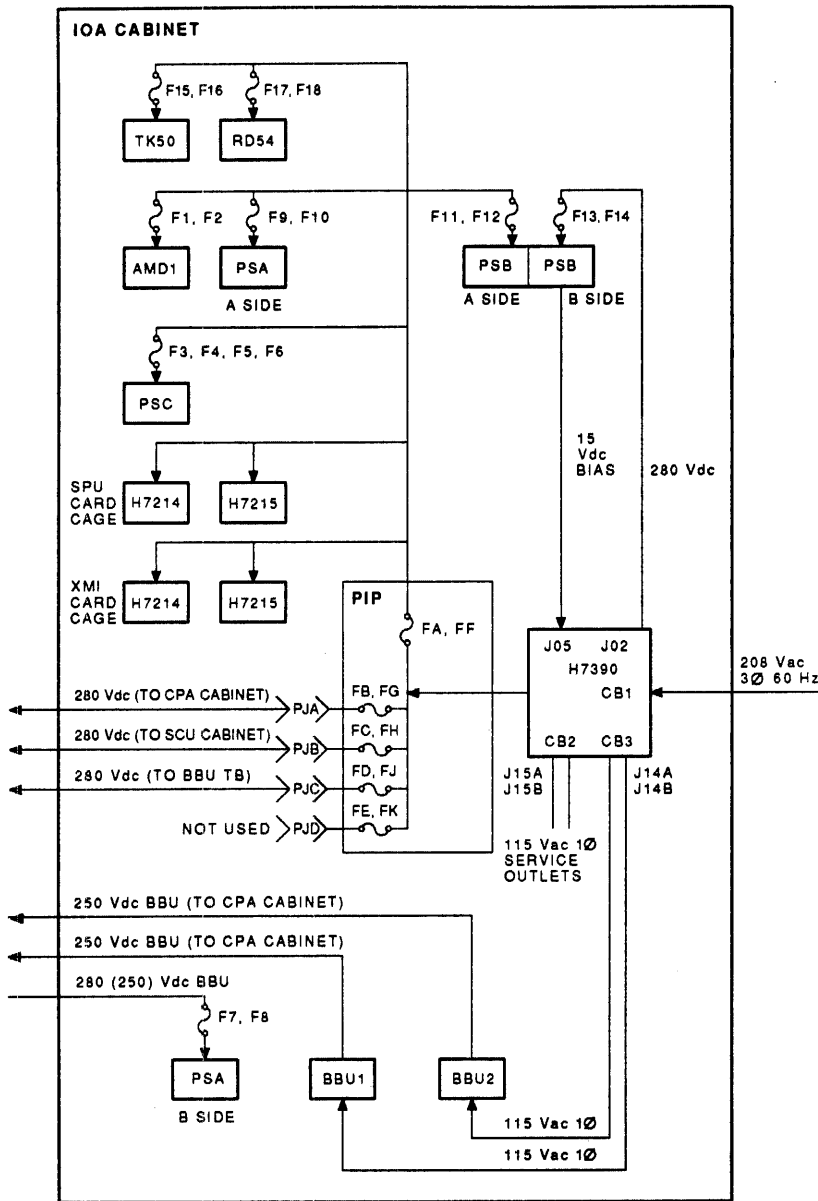 IOA CABINET
F15, F16
F17, F18
TK50
RD54
F1, F2
F9, F10
F11, F12
F13, F14
AMD1
PSA
PSB
PSB
A SIDE
A SIDE
B SIDE
F3, F4, F5, F6
PSC
15
Vdc
BIAS
280 Vdc
SPU
CARD
CAGE
H7214
H7215
XMI
CARD
CAGE
H7214
H7215
PIP
FA, FF
J05
J02
H7390
CB1
208 Vac
3Ø 60 Hz
280 Vdc (TO CPA CABINET)
PJA
FB, FG
280 Vdc (TO SCU CABINET)
PJB
FC, FH
CB2
CB3
280 Vdc (TO BBU TB)
PJC
FD, FJ
J15A
J15B
J14A
J14B
NOT USED
PJD
FE, FK
115 Vac 1Ø
SERVICE
OUTLETS
250 Vdc BBU (TO CPA CABINET)
250 Vdc BBU (TO CPA CABINET)
280 (250) Vdc BBU
F7, F8
PSA
B SIDE
BBU1
BBU2
115 Vac 1Ø
115 Vac 1Ø